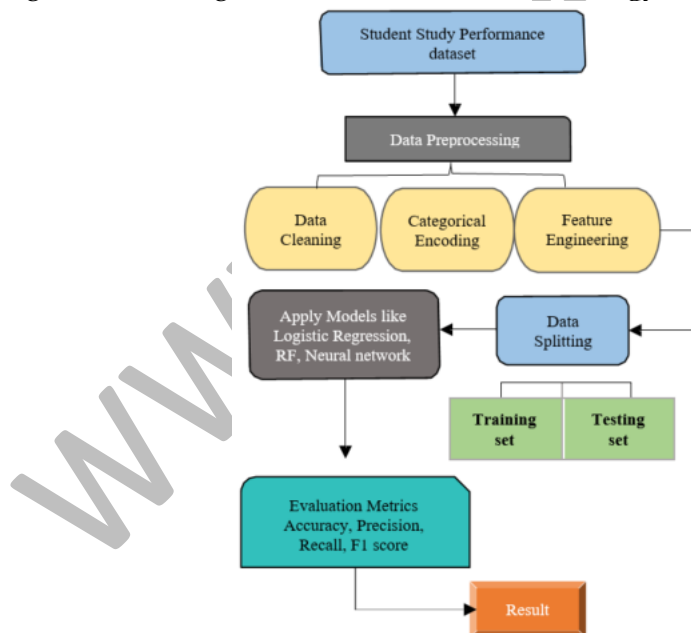 Student Study Performance
dataset
Data Preprocessing
Data
Cleaning
Categorical
Encoding
Feature
Engineering
Apply Models like
Logistic Regression,
RF, Neural network
Data
Splitting
Training
set
Testing
set
Evaluation Metrics
Accuracy, Precision,
Recall, F1 score
Result